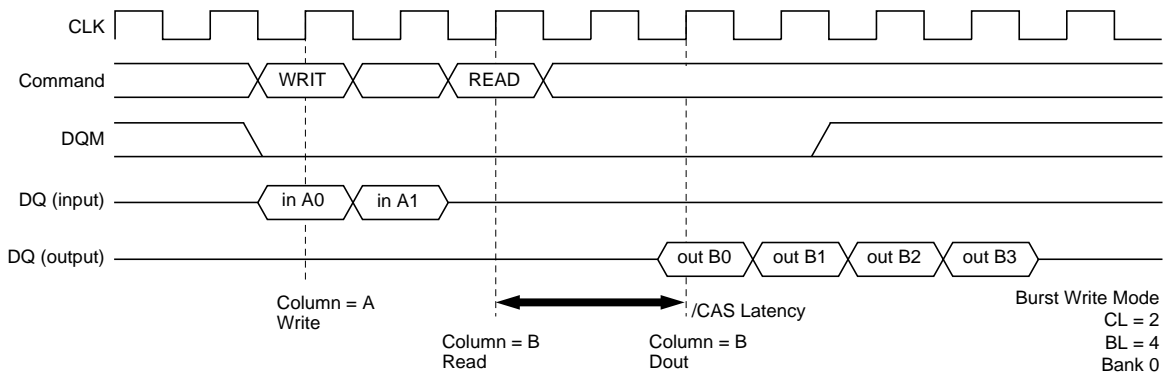 CLK
Command WRIT READ
DQM
DQ (input) in A0 in A1
DQ (output) out B0 out B1 out B2 out B3
Column = A
Write
/CAS Latency
Column = B
Read
Column = B
Dout
Burst Write Mode
CL = 2
BL = 4
Bank 0